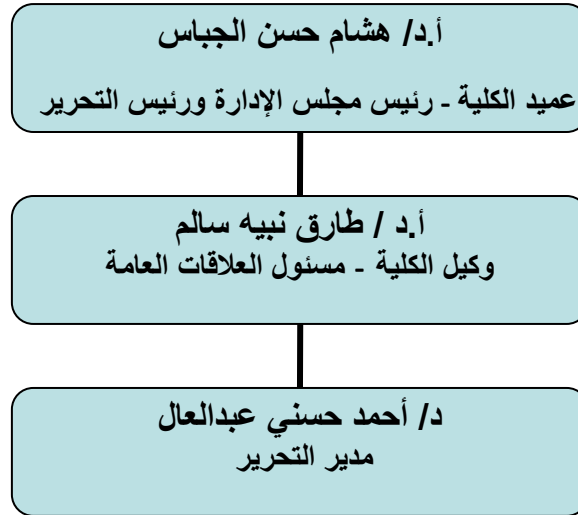 أ.د/ هشام حسن الجباس
عميد الكلية - رئيس مجلس الإدارة ورئيس التحرير
أ.د / طارق نبيه سالم
وكيل الكلية - مسئول العلاقات العامة
د/ أحمد حسني عبدالعال
مدير التحرير